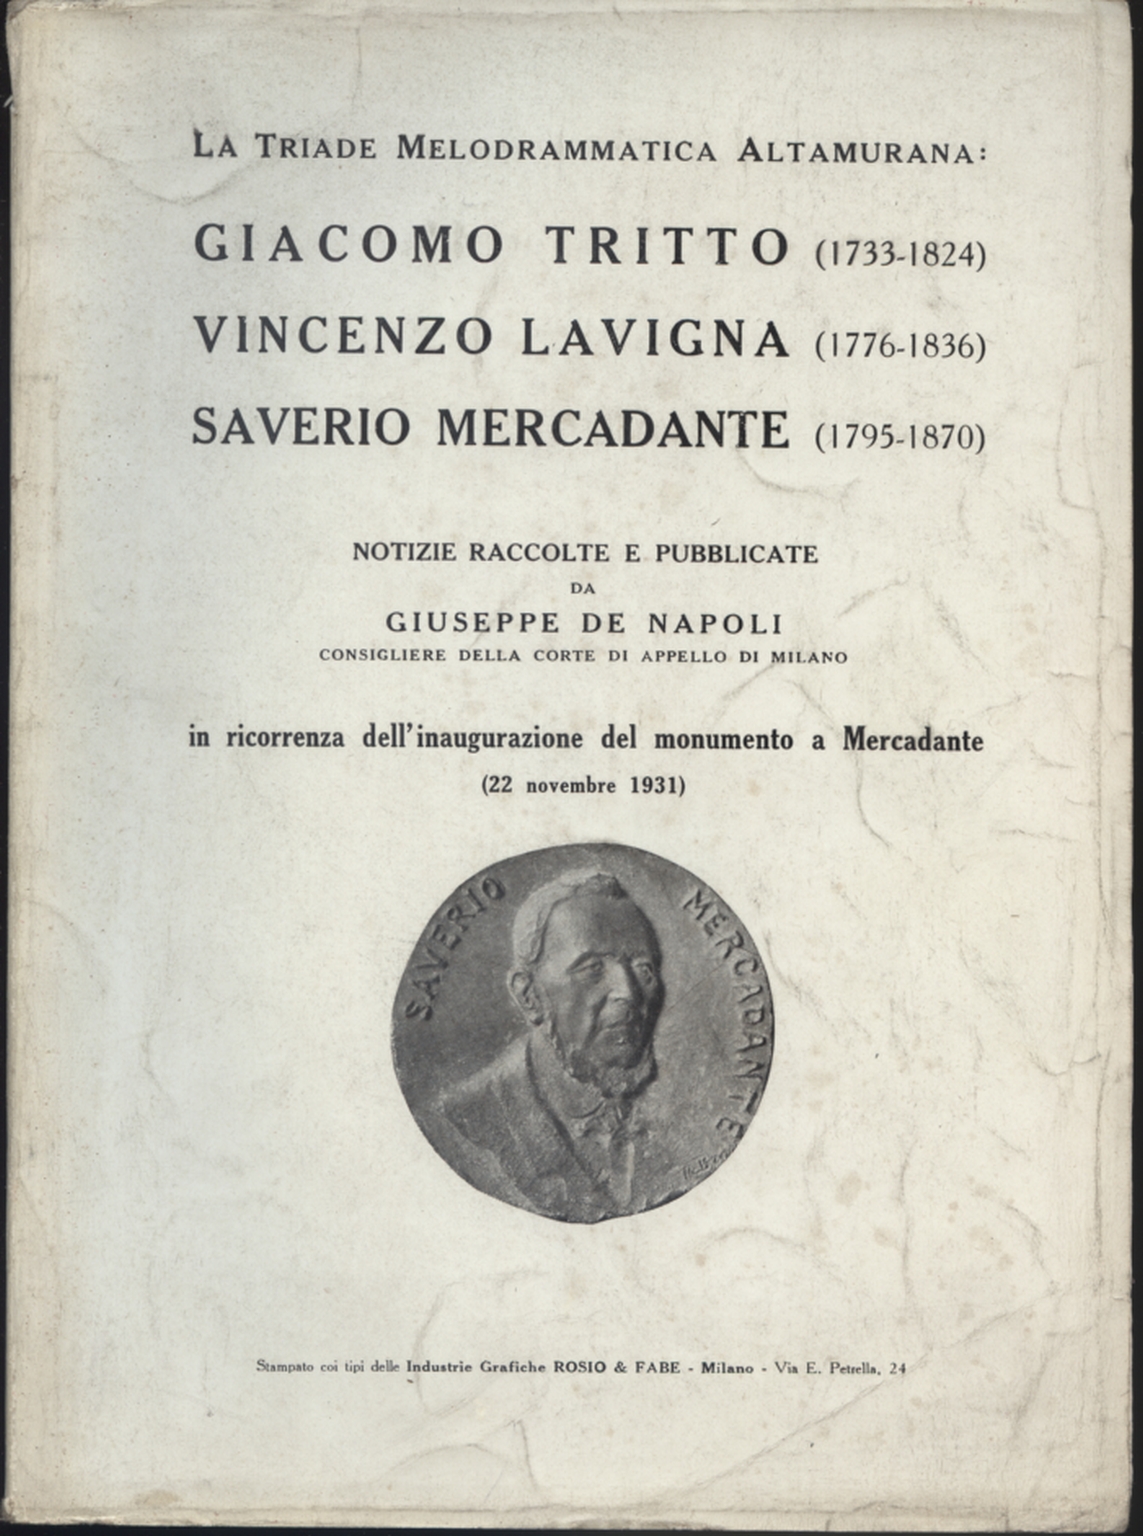 LA TRIADE MELODRAMMATICA ALTAMURANA:
GIACOMO TRITTO (1733-1824)
VINCENZO LAVIGNA (1776-1836)
SAVERIO MERCADANTE (1795-1870)
NOTIZIE RACCOLTE E PUBBLICATE
DA
GIUSEPPE DE NAPOLI
CONSIGLIERE DELLA CORTE DI APPELLO DI MILANO
in ricorrenza dell'inaugurazione del monumento a Mercadante
(22 novembre 1931)
SAVERIO MERCADANTE
Stampato coi tipi delle Industrie Grafiche ROSIO & FABE - Milano - Via E. Petrella, 24